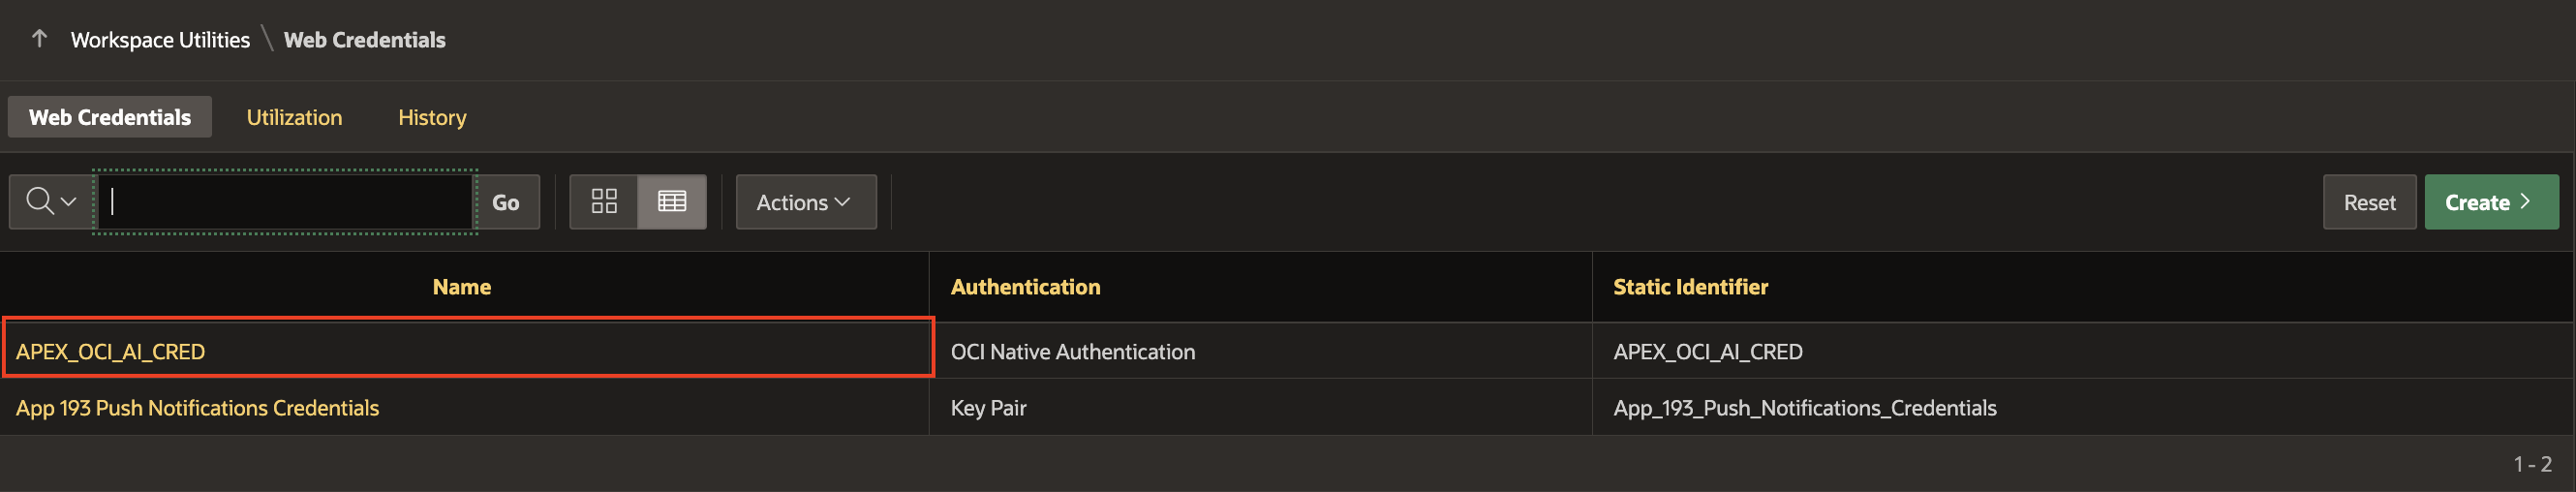 Workspace Utilities \ Web Credentials
Web Credentials Utilization History
Go Actions Reset Create
Name Authentication Static Identifier
APEX_OCI_AI_CRED OCI Native Authentication APEX_OCI_AI_CRED
App 193 Push Notifications Credentials Key Pair App_193_Push_Notifications_Credentials
1 - 2